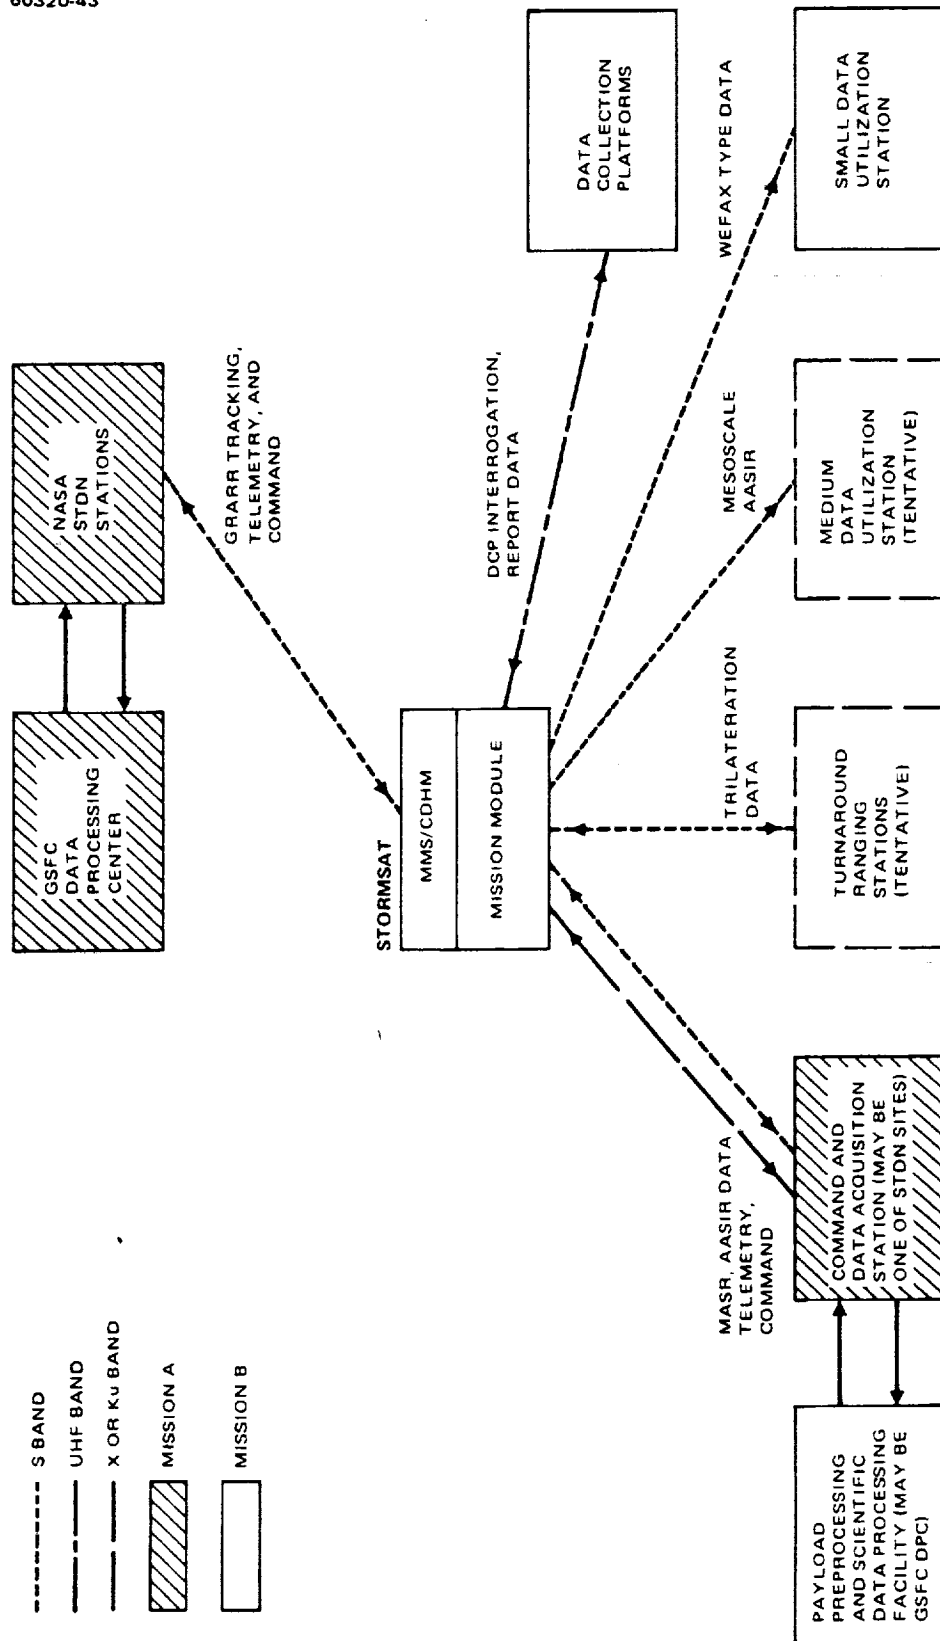 60320-43
S BAND
UHF BAND
X OR Ku BAND
MISSION A
MISSION B
GSFC
DATA
PROCESSING
CENTER
NASA
STDN
STATIONS
GRARR TRACKING,
TELEMETRY, AND
COMMAND
STORMSAT
MMS/CDHM
MISSION MODULE
DCP INTERROGATION,
REPORT DATA
DATA
COLLECTION
PLATFORMS
MASR, AASIR DATA
TELEMETRY,
COMMAND
TRILATERATION
DATA
MESOSCALE
AASIR
WEFAX TYPE DATA
PAYLOAD
PREPROCESSING
AND SCIENTIFIC
DATA PROCESSING
FACILITY (MAY BE
GSFC DPC)
COMMAND AND
DATA ACQUISITION
STATION (MAY BE
ONE OF STDN SITES)
TURNAROUND
RANGING
STATIONS
(TENTATIVE)
MEDIUM
DATA
UTILIZATION
STATION
(TENTATIVE)
SMALL DATA
UTILIZATION
STATION